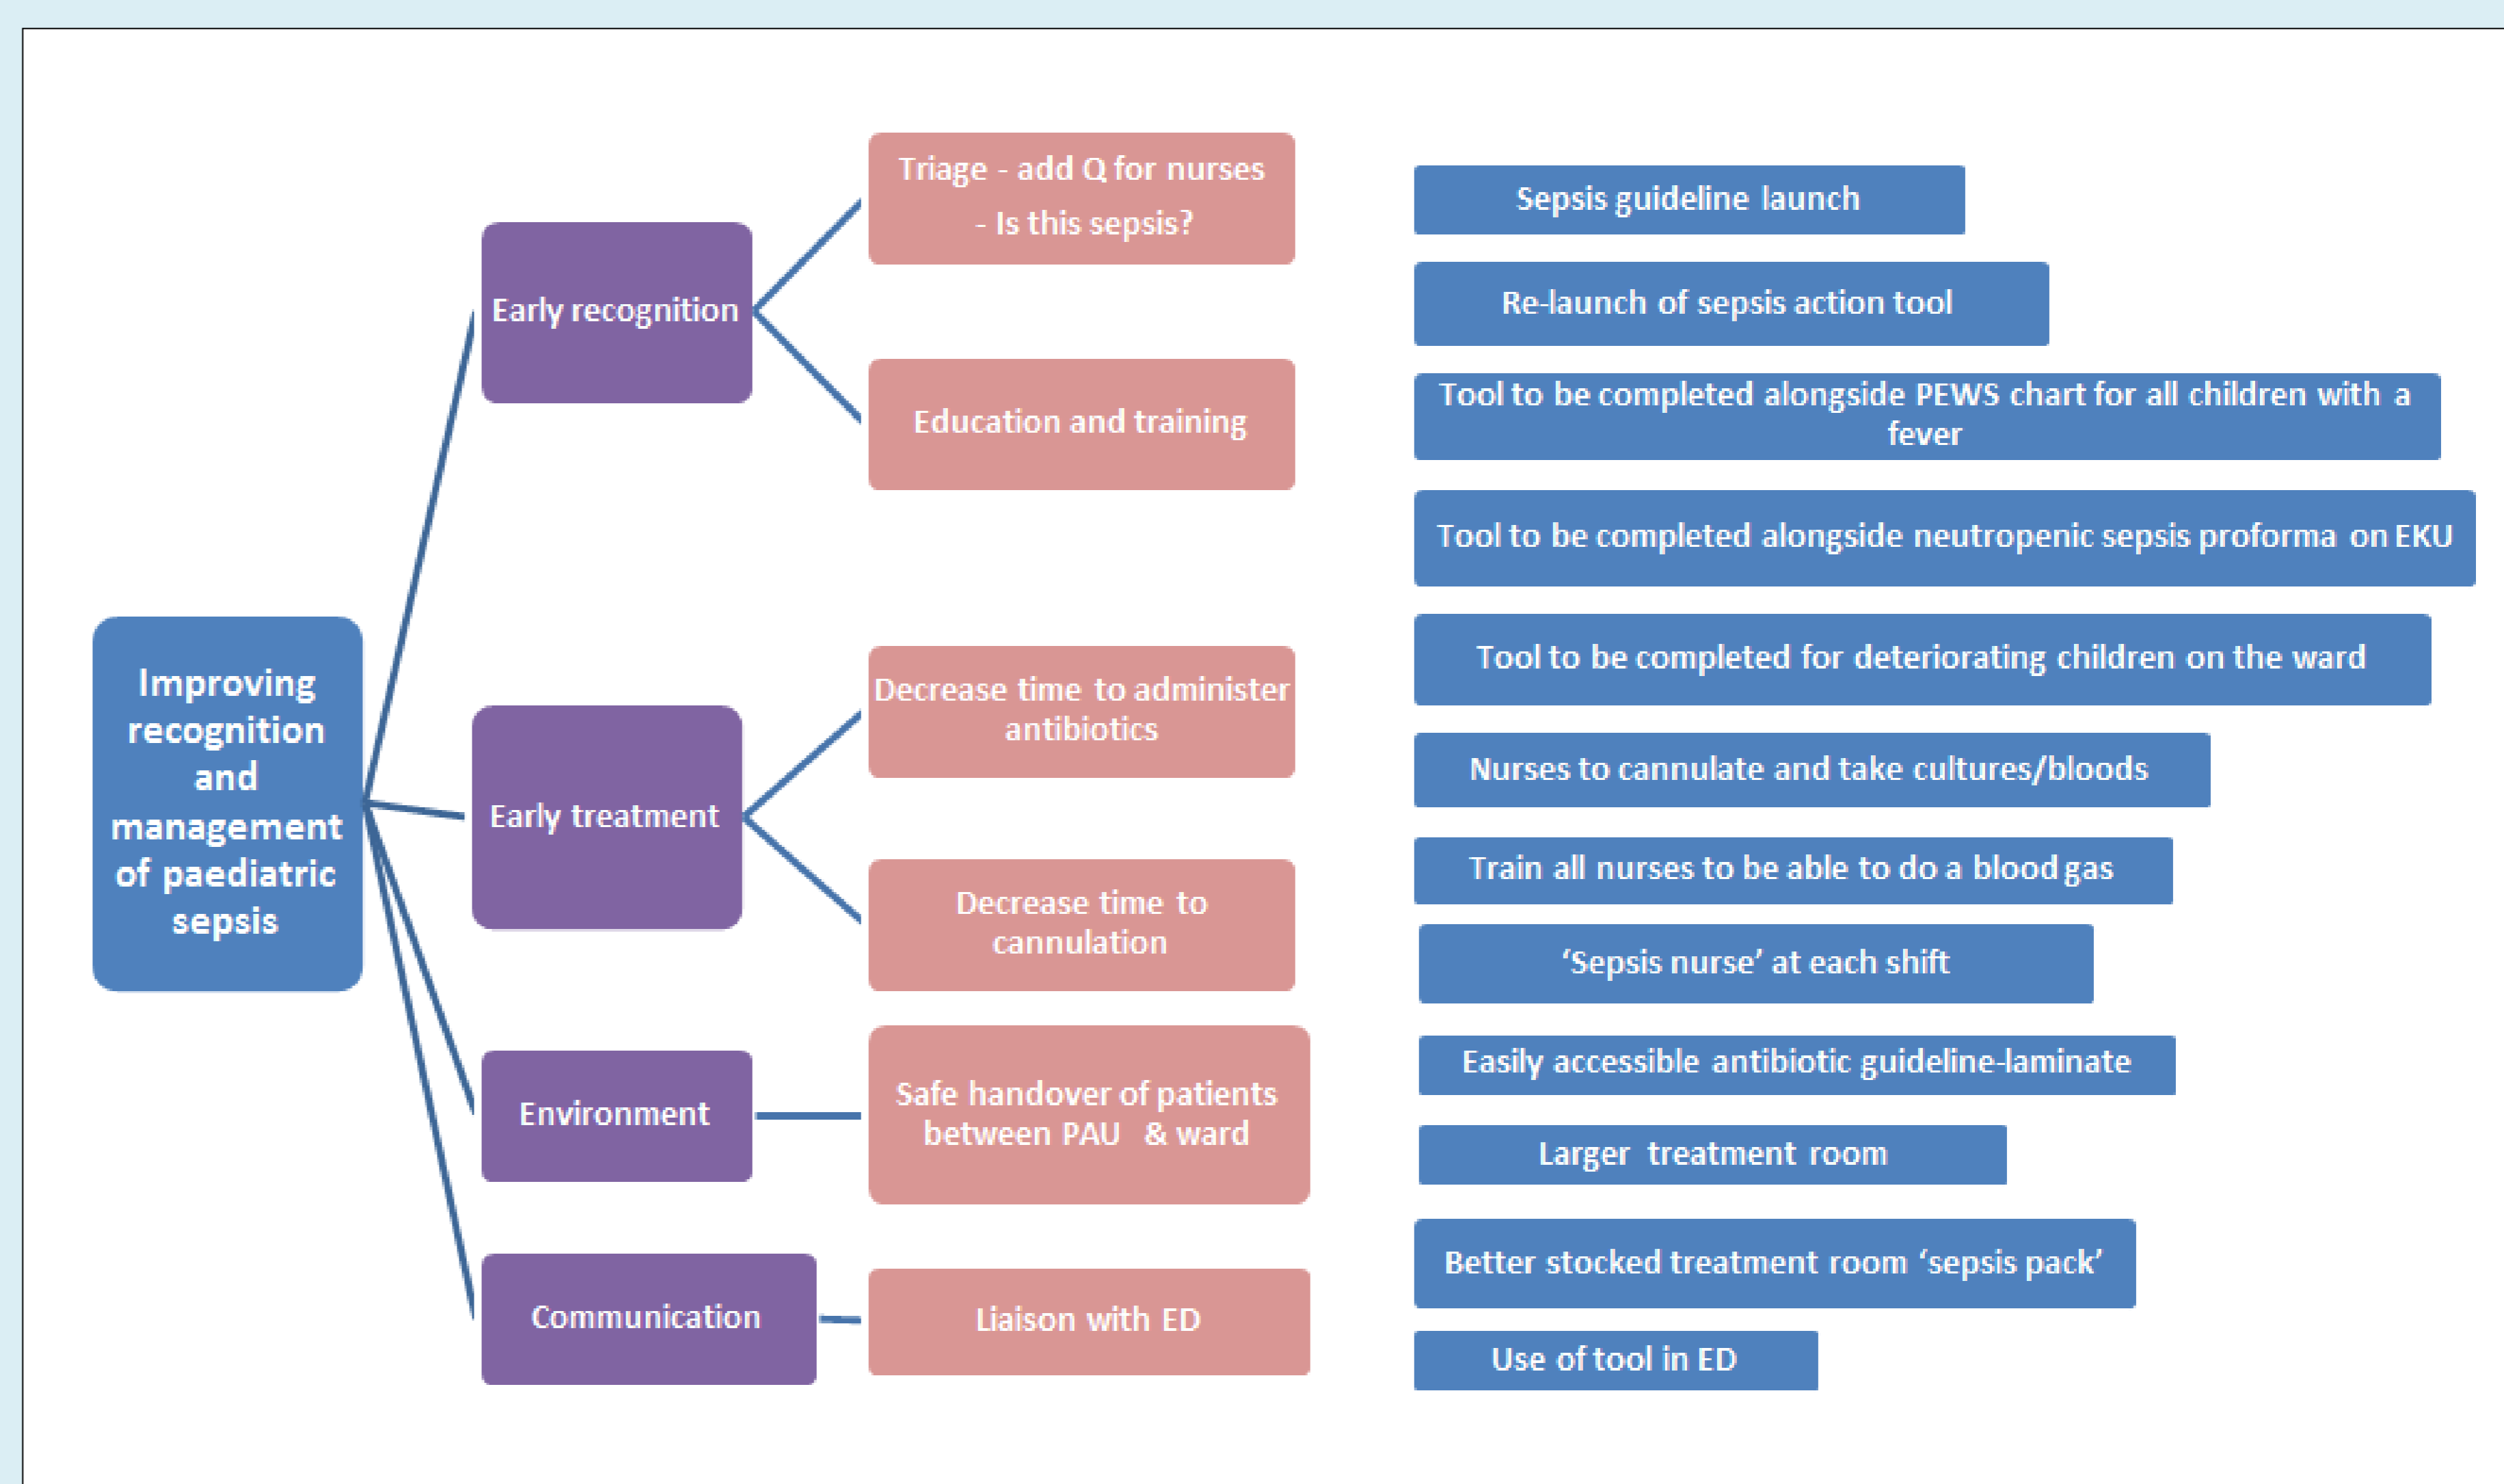 Improving
recognition
and
management
of paediatric
sepsis
Early recognition
Early treatment
Environment
Communication
Triage - add Q for nurses
- Is this sepsis?
Education and training
Decrease time to administer
antibiotics
Decrease time to
cannulation
Safe handover of patients
between PAU & ward
Liaison with ED
Sepsis guideline launch
Re-launch of sepsis action tool
Tool to be completed alongside PEWS chart for all children with a
fever
Tool to be completed alongside neutropenic sepsis proforma on EKU
Tool to be completed for deteriorating children on the ward
Nurses to cannulate and take cultures/bloods
Train all nurses to be able to do a blood gas
‘Sepsis nurse’ at each shift
Easily accessible antibiotic guideline-laminate
Larger treatment room
Better stocked treatment room ‘sepsis pack’
Use of tool in ED